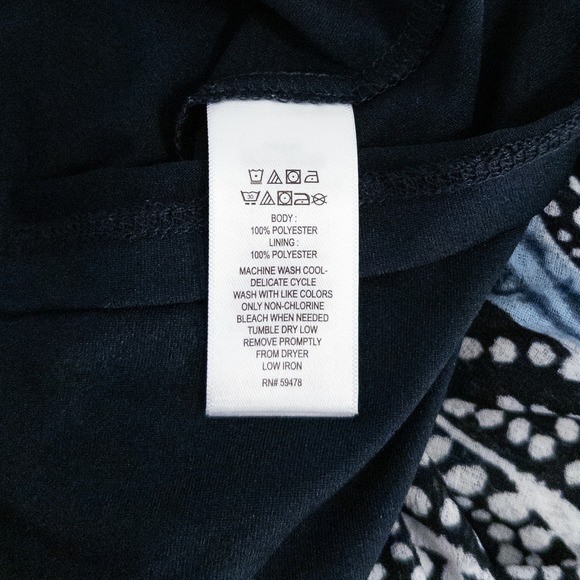 BODY :
100% POLYESTER
LINING :
100% POLYESTER
MACHINE WASH COOL-
DELICATE CYCLE
WASH WITH LIKE COLORS
ONLY NON-CHLORINE
BLEACH WHEN NEEDED
TUMBLE DRY LOW
REMOVE PROMPTLY
FROM DRYER
LOW IRON
RN# 59478